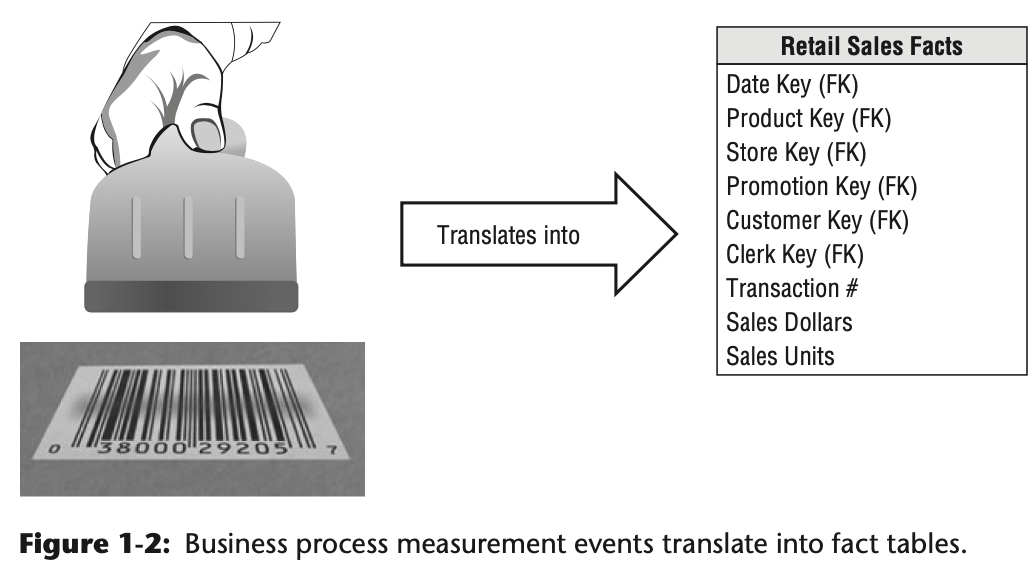 Retail Sales Facts
Date Key (FK)
Product Key (FK)
Store Key (FK)
Promotion Key (FK)
Customer Key (FK)
Clerk Key (FK)
Transaction #
Sales Dollars
Sales Units
Translates into
0 38000 29205 7
Figure 1-2: Business process measurement events translate into fact tables.